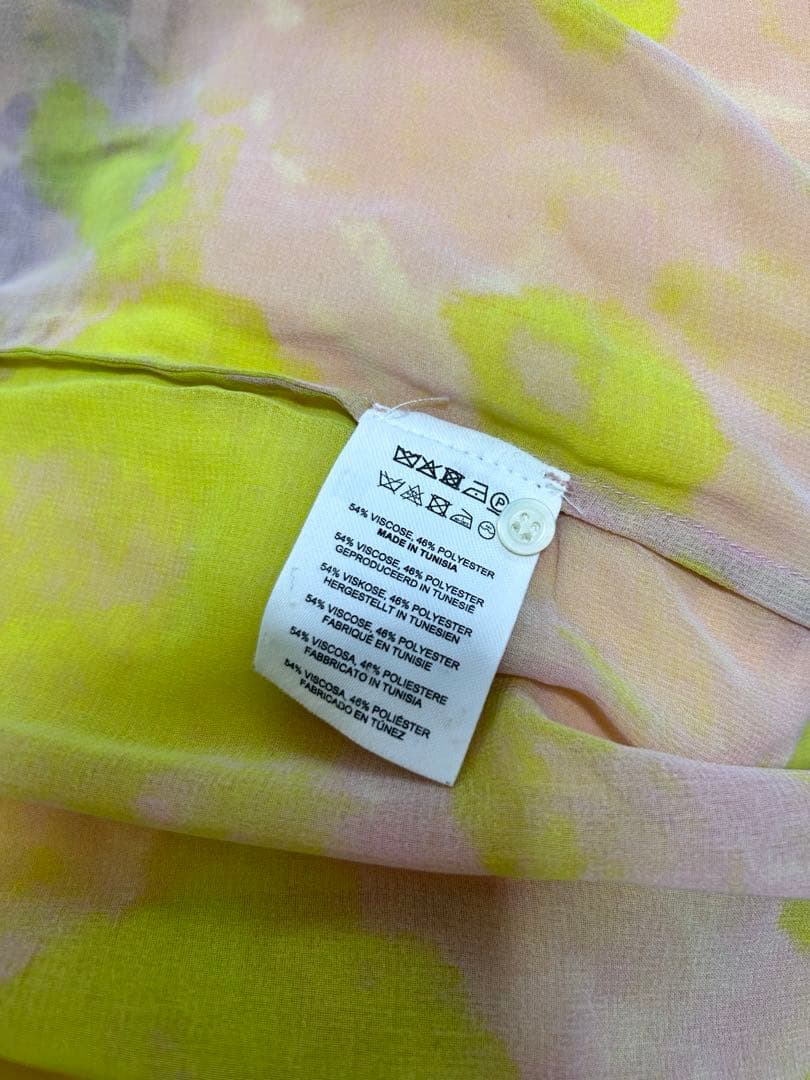 P
54% VISCOSE, 46% POLYESTER
MADE IN TUNISIA
54% VISCOSE, 46% POLYESTER
GEPRODUCEERD IN TUNESIË
54% VISKOSE, 46% POLYESTER
HERGESTELLT IN TUNESIEN
54% VISCOSE, 46% POLYESTER
FABRIQUÉ EN TUNISIE
54% VISCOSA, 46% POLIESTERE
FABBRICATO IN TUNISIA
54% VISCOSA, 46% POLIÉSTER
FABRICADO EN TÚNEZ